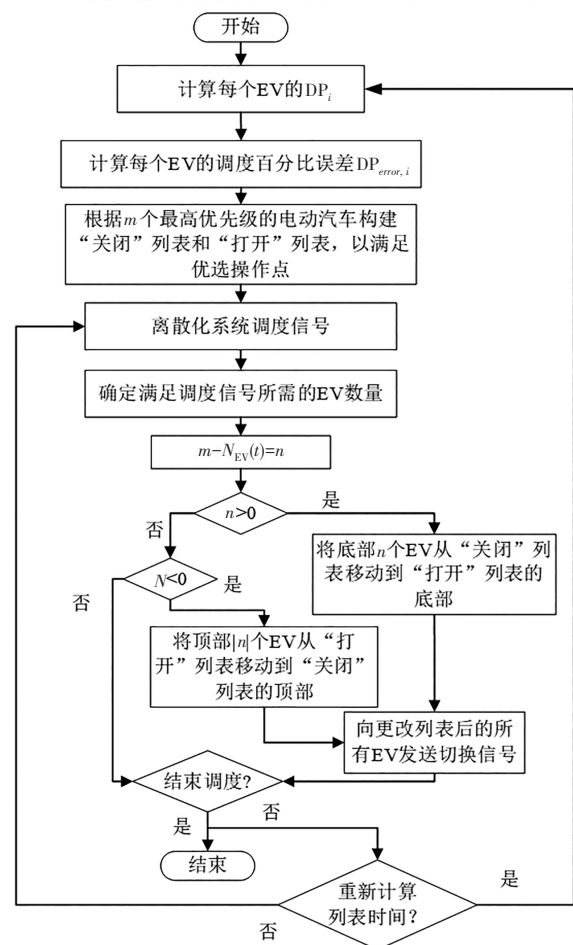 开始
计算每个EV的DPi
计算每个EV的调度百分比误差DPerror, i
根据m个最高优先级的电动汽车构建
“关闭”列表和“打开”列表，以满足
优选操作点
离散化系统调度信号
确定满足调度信号所需的EV数量
m−NEV(t)=n
n>0
是
否
将底部n个EV从“关闭”列
表移动到“打开”列表的
底部
N<0
是
否
将顶部|n|个EV从“打
开”列表移动到“关闭”
列表的顶部
向更改列表后的所
有EV发送切换信号
结束调度?
否
是
结束
重新计算
列表时间?
是
否